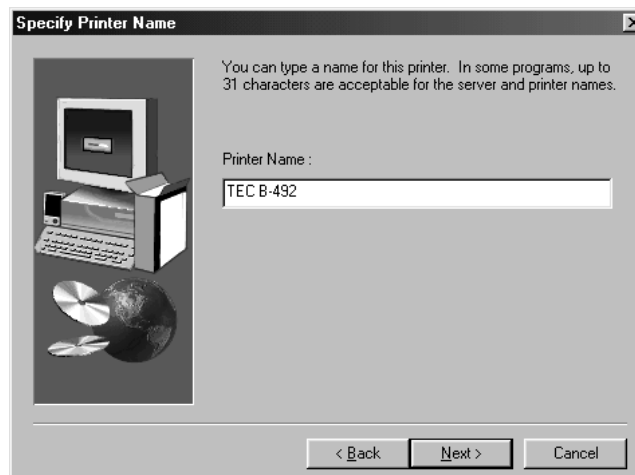 Specify Printer Name
You can type a name for this printer. In some programs, up to
31 characters are acceptable for the server and printer names.
Printer Name :
TEC B-492
< Back
Next >
Cancel